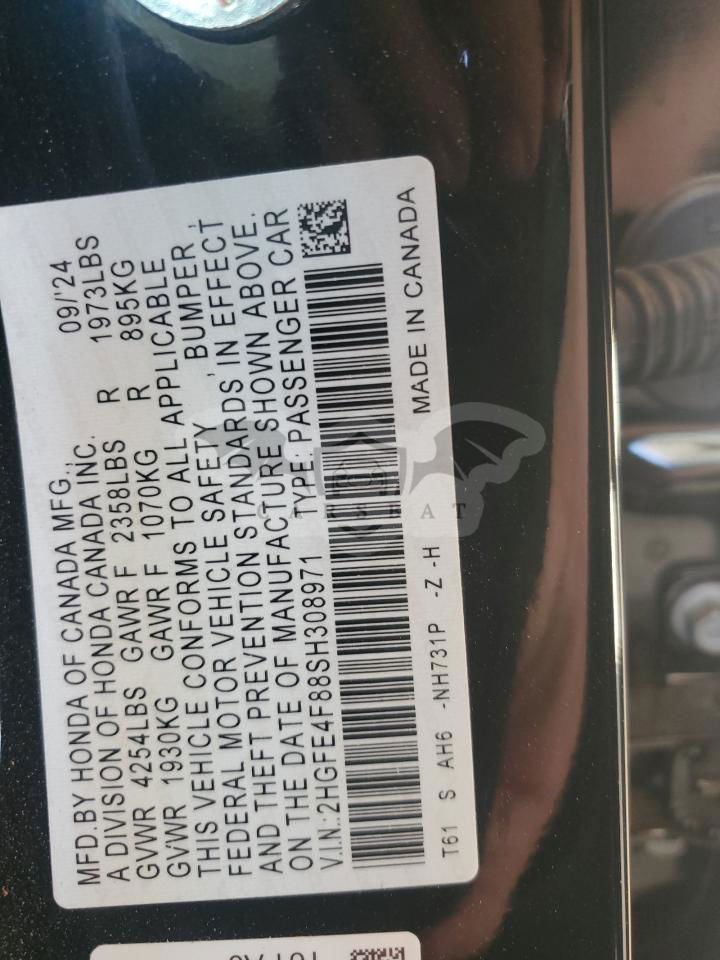 MFD.BY HONDA OF CANADA MFG., 09/'24
A DIVISION OF HONDA CANADA INC.
GVWR 4254LBS GAWR F 2358LBS R 1973LBS
GVWR 1930KG GAWR F 1070KG R 895KG
THIS VEHICLE CONFORMS TO ALL APPLICABLE
FEDERAL MOTOR VEHICLE SAFETY, BUMPER,
AND THEFT PREVENTION STANDARDS, IN EFFECT
ON THE DATE OF MANUFACTURE SHOWN ABOVE.
V.I.N.:2HGFE4F88SH308971 TYPE:PASSENGER CAR
MADE IN CANADA
T61 S AH6 -NH731P -Z -H
CARSBAT